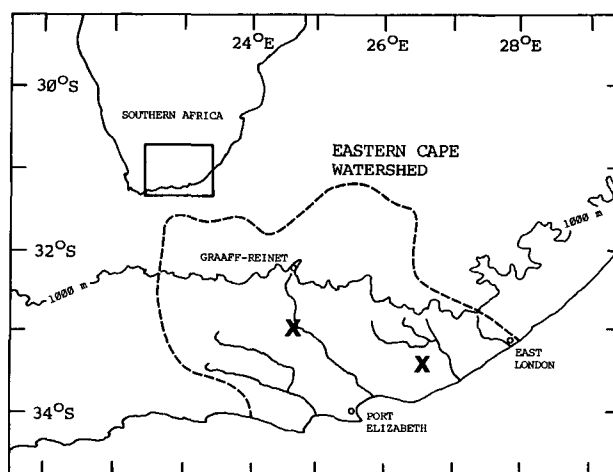 24°E
26°E
28°E
30°S
SOUTHERN AFRICA
EASTERN CAPE
WATERSHED
1000 m
32°S
GRAAFF-REINET
1000 m
X
X
EAST
LONDON
34°S
PORT
ELIZABETH